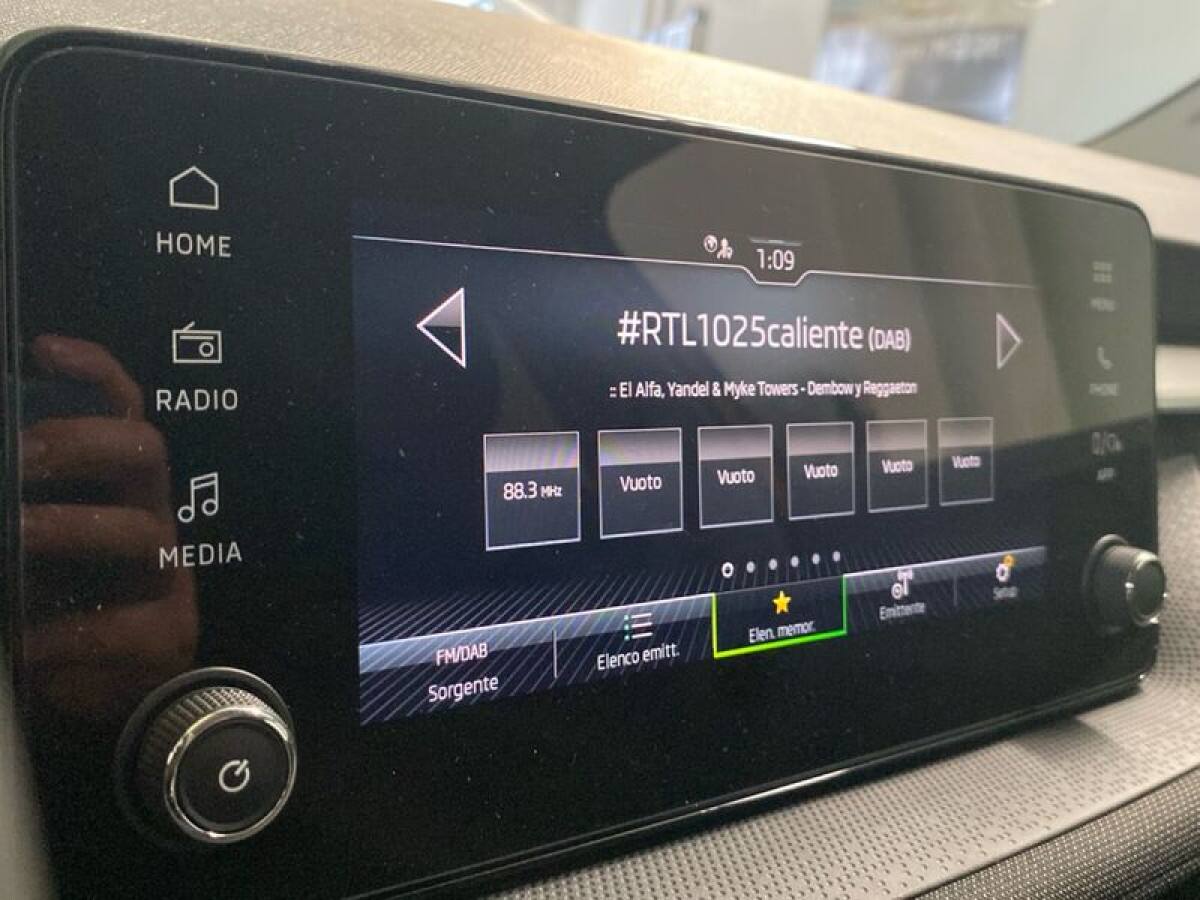 HOME
RADIO
MEDIA
1:09
#RTL1025caliente (DAB)
:: El Alfa, Yandel & Myke Towers - Dembow y Reggaeton
88.3 MHz
Vuoto
Vuoto
Vuoto
Vuoto
Vuoto
FM/DAB
Sorgente
Elenco emitt.
Elen. memor.
Emittente
Setup
MENU
PHONE
APP